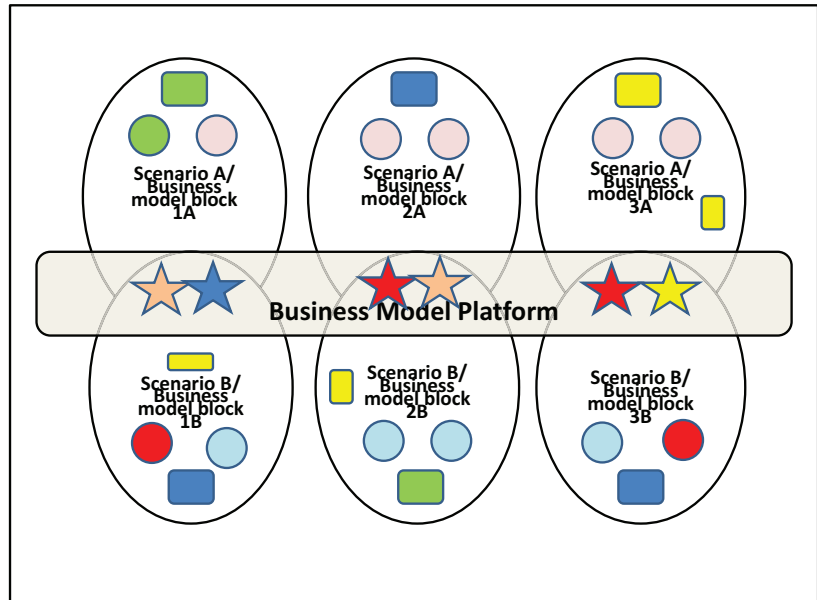 Scenario A/
Business
model block
1A
Scenario A/
Business
model block
2A
Scenario A/
Business
model block
3A
Business Model Platform
Scenario B/
Business
model block
1B
Scenario B/
Business
model block
2B
Scenario B/
Business
model block
3B